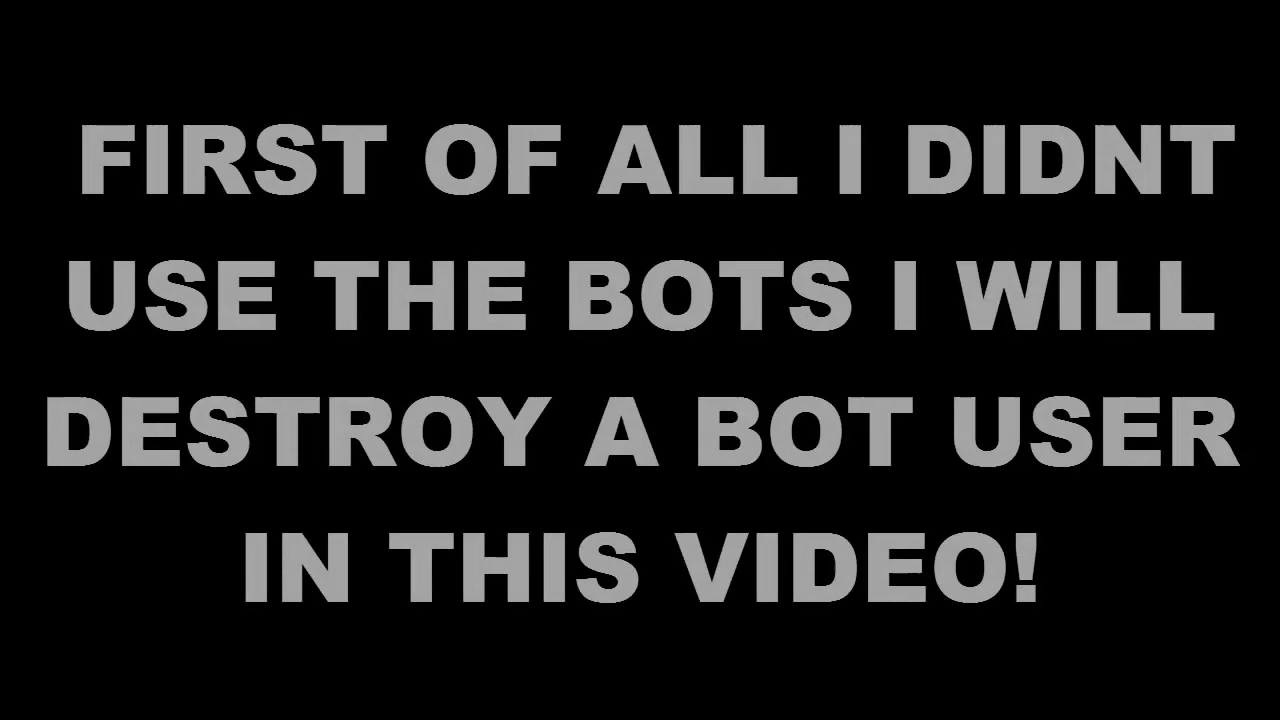 FIRST OF ALL I DIDNT
USE THE BOTS I WILL
DESTROY A BOT USER
IN THIS VIDEO!